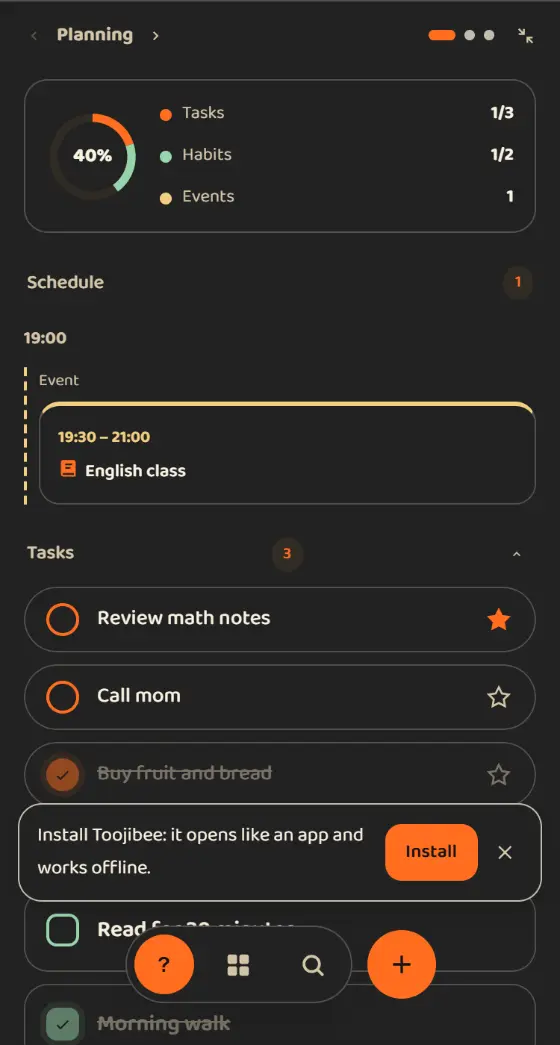 Planning
40%
Tasks 1/3
Habits 1/2
Events 1
Schedule 1
19:00
Event
19:30 – 21:00
English class
Tasks 3
Review math notes
Call mom
Buy fruit and bread
Install Toojibee: it opens like an app and
works offline.
Install
Read
?
Morning walk